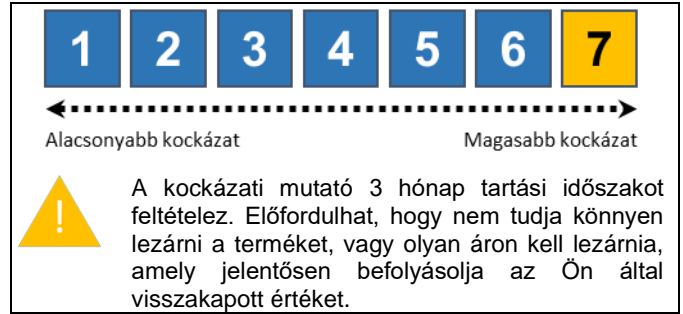 1 2 3 4 5 6 7
Alacsonyabb kockázat Magasabb kockázat
!
A kockázati mutató 3 hónap tartási időszakot
feltételez. Előfordulhat, hogy nem tudja könnyen
lezárni a terméket, vagy olyan áron kell lezárnia,
amely jelentősen befolyásolja az Ön által
visszakapott értéket.